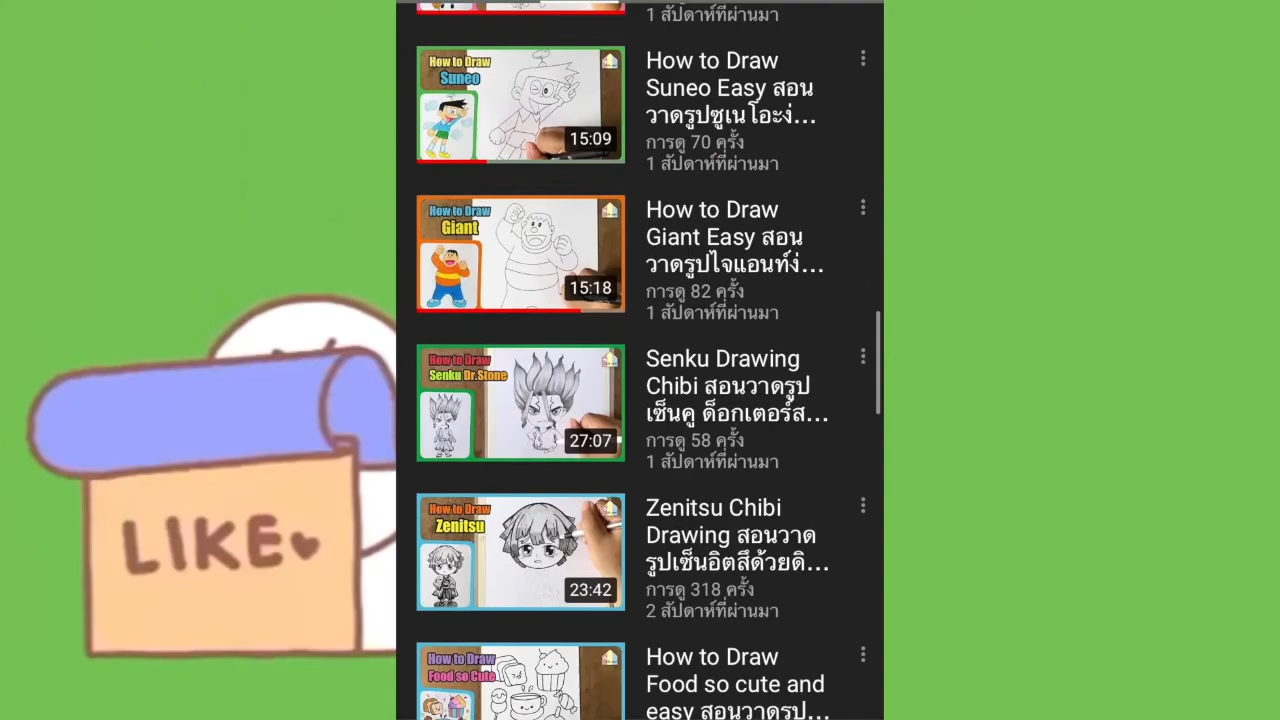 1 สัปดาห์ที่ผ่านมา
How to Draw
Suneo
15:09
How to Draw
Suneo Easy สอน
วาดรูปซูเนโอะง่...
การดู 70 ครั้ง
1 สัปดาห์ที่ผ่านมา
How to Draw
Giant
15:18
How to Draw
Giant Easy สอน
วาดรูปไจแอนท์ง่...
การดู 82 ครั้ง
1 สัปดาห์ที่ผ่านมา
How to Draw
Senku Dr.Stone
27:07
Senku Drawing
Chibi สอนวาดรูป
เซ็นคู ด็อกเตอร์ส...
การดู 58 ครั้ง
1 สัปดาห์ที่ผ่านมา
How to Draw
Zenitsu
23:42
Zenitsu Chibi
Drawing สอนวาด
รูปเซ็นอิตสึด้วยดิ...
การดู 318 ครั้ง
2 สัปดาห์ที่ผ่านมา
How to Draw
Food so Cute
How to Draw
Food so cute and
easy สอนวาดรูป...
LIKE